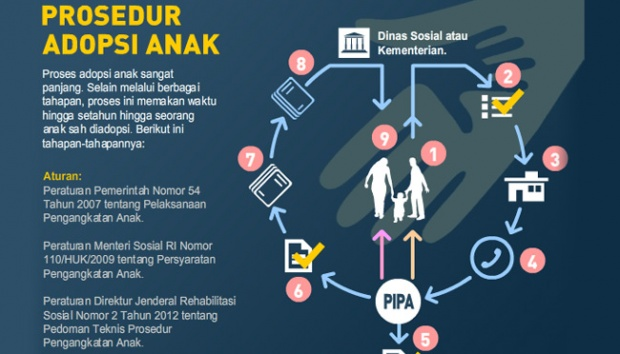 PROSEDUR
ADOPSI ANAK
Proses adopsi anak sangat
panjang. Selain melalui berbagai
tahapan, proses ini memakan waktu
hingga setahun hingga seorang
anak sah diadopsi. Berikut ini
tahapan-tahapannya:
Aturan:
Peraturan Pemerintah Nomor 54
Tahun 2007 tentang Pelaksanaan
Pengangkatan Anak.
Peraturan Menteri Sosial RI Nomor
110/HUK/2009 tentang Persyaratan
Pengangkatan Anak.
Peraturan Direktur Jenderal Rehabilitasi
Sosial Nomor 2 Tahun 2012 tentang
Pedoman Teknis Prosedur
Pengangkatan Anak.
Dinas Sosial atau
Kementerian.
1
2
3
4
PIPA
5
6
7
8
9